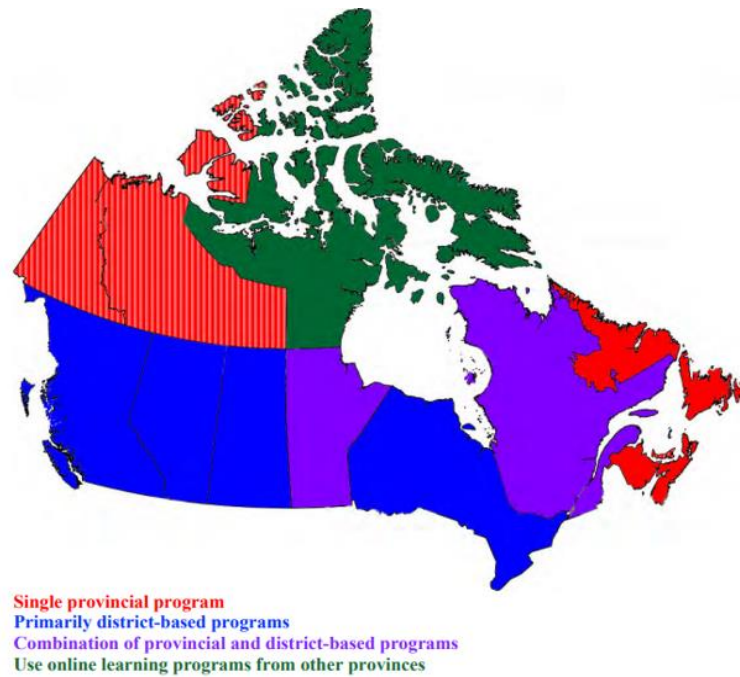 Single provincial program
Primarily district-based programs
Combination of provincial and district-based programs
Use online learning programs from other provinces